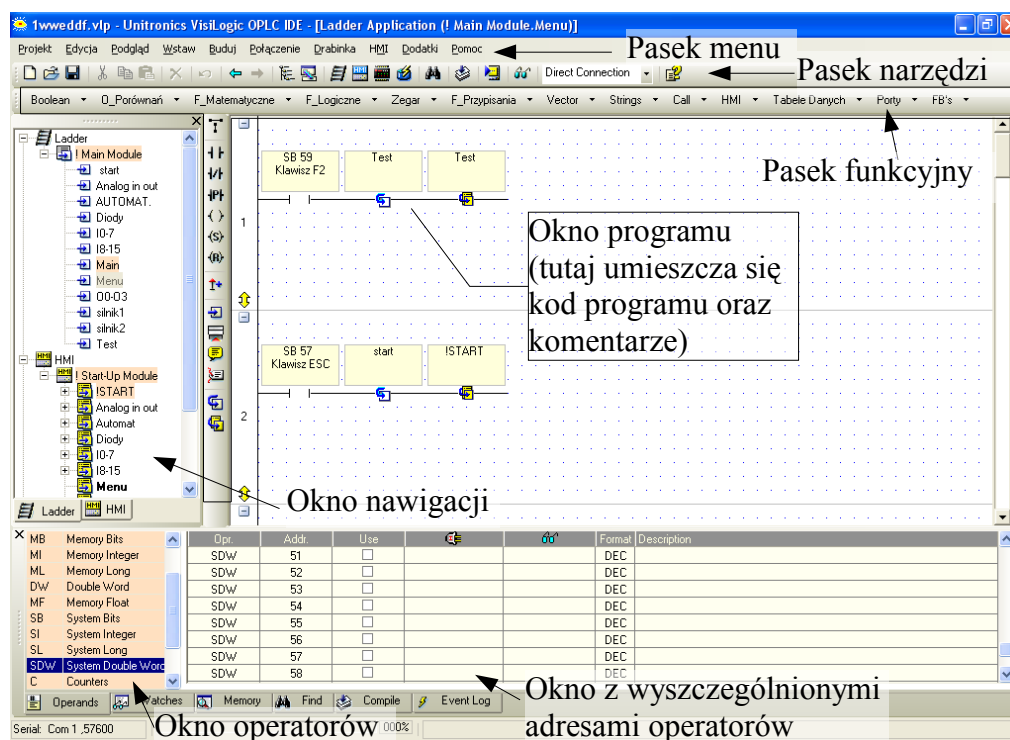 1wweddf.vlp - Unitronics VisiLogic OPLC IDE - [Ladder Application (! Main Module.Menu)]
Projekt Edycja Podgląd Wstaw Buduj Połączenie Drabinka HMI Dodatki Pomoc
Pasek menu
Direct Connection
Pasek narzędzi
Boolean O_Porównań F_Matematyczne F_Logiczne Zegar F_Przypisania Vector Strings Call HMI Tabele Danych Porty FB's
Pasek funkcyjny
Ladder
! Main Module
start
Analog in out
AUTOMAT.
Diody
I0-7
I8-15
Main
Menu
O0-O3
silnik1
silnik2
Test
HMI
! Start-Up Module
!START
Analog in out
Automat
Diody
I0-7
I8-15
Menu
Ladder HMI
1
SB 59
Klawisz F2
Test
Test
Okno programu
(tutaj umieszcza się
kod programu oraz
komentarze)
2
SB 57
Klawisz ESC
start
!START
Okno nawigacji
MB Memory Bits
MI Memory Integer
ML Memory Long
DW Double Word
MF Memory Float
SB System Bits
SI System Integer
SL System Long
SDW System Double Word
C Counters
Opr. Addr. Use Format Description
SDW 51 DEC
SDW 52 DEC
SDW 53 DEC
SDW 54 DEC
SDW 55 DEC
SDW 56 DEC
SDW 57 DEC
SDW 58 DEC
Operands Watches Memory Find Compile Event Log
Okno z wyszczególnionymi
adresami operatorów
Okno operatorów
Serial: Com 1 ,57600